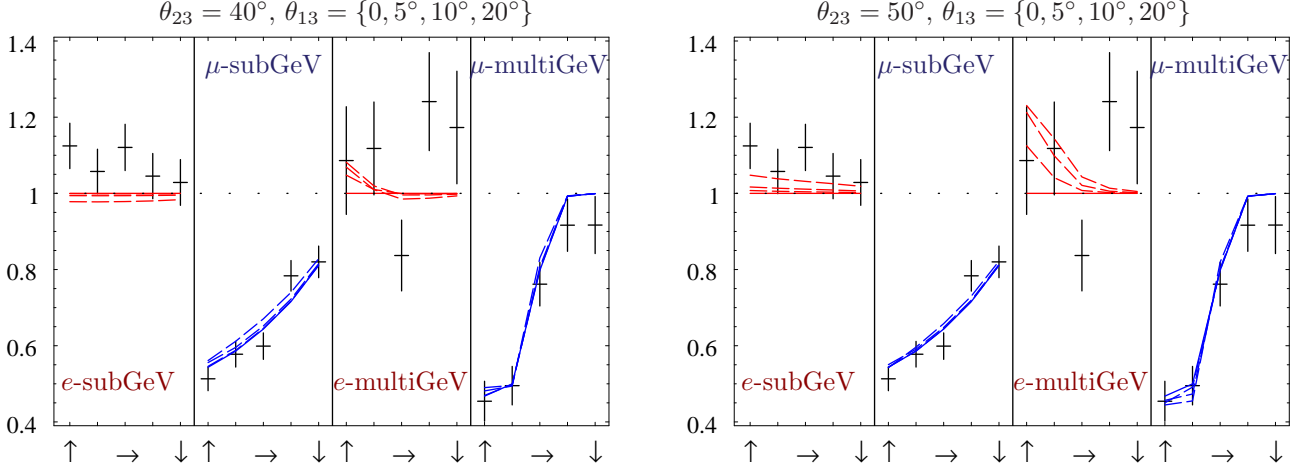 θ₂₃ = 40°, θ₁₃ = {0, 5°, 10°, 20°}
1.4
1.2
1
0.8
0.6
0.4
μ-subGeV
μ-multiGeV
e-subGeV
e-multiGeV
↑ → ↓ ↑ → ↓ ↑ → ↓ ↑ → ↓
θ₂₃ = 50°, θ₁₃ = {0, 5°, 10°, 20°}
1.4
1.2
1
0.8
0.6
0.4
μ-subGeV
μ-multiGeV
e-subGeV
e-multiGeV
↑ → ↓ ↑ → ↓ ↑ → ↓ ↑ → ↓